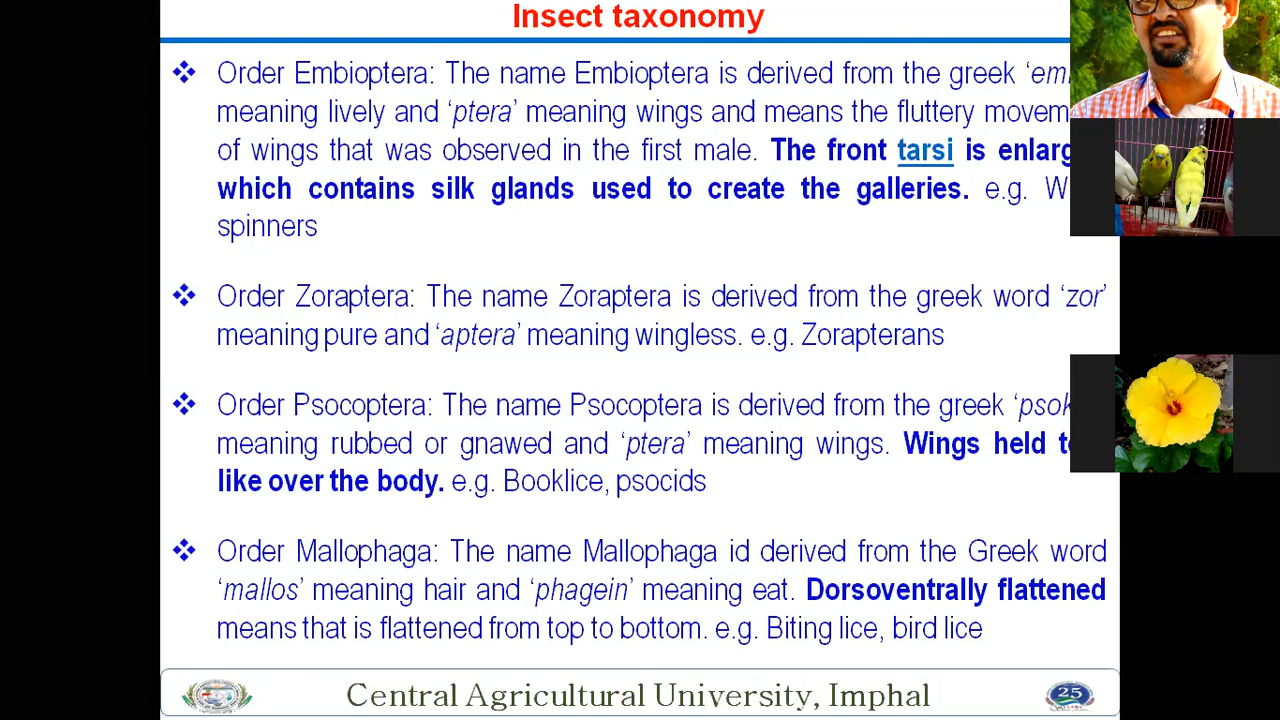 Insect taxonomy
Order Embioptera: The name Embioptera is derived from the greek ‘em
meaning lively and ‘ptera’ meaning wings and means the fluttery movem
of wings that was observed in the first male. The front tarsi is enlarg
which contains silk glands used to create the galleries. e.g. W
spinners
Order Zoraptera: The name Zoraptera is derived from the greek word ‘zor’
meaning pure and ‘aptera’ meaning wingless. e.g. Zorapterans
Order Psocoptera: The name Psocoptera is derived from the greek ‘psok
meaning rubbed or gnawed and ‘ptera’ meaning wings. Wings held
like over the body. e.g. Booklice, psocids
Order Mallophaga: The name Mallophaga id derived from the Greek word
‘mallos’ meaning hair and ‘phagein’ meaning eat. Dorsoventrally flattened
means that is flattened from top to bottom. e.g. Biting lice, bird lice
Central Agricultural University, Imphal
25